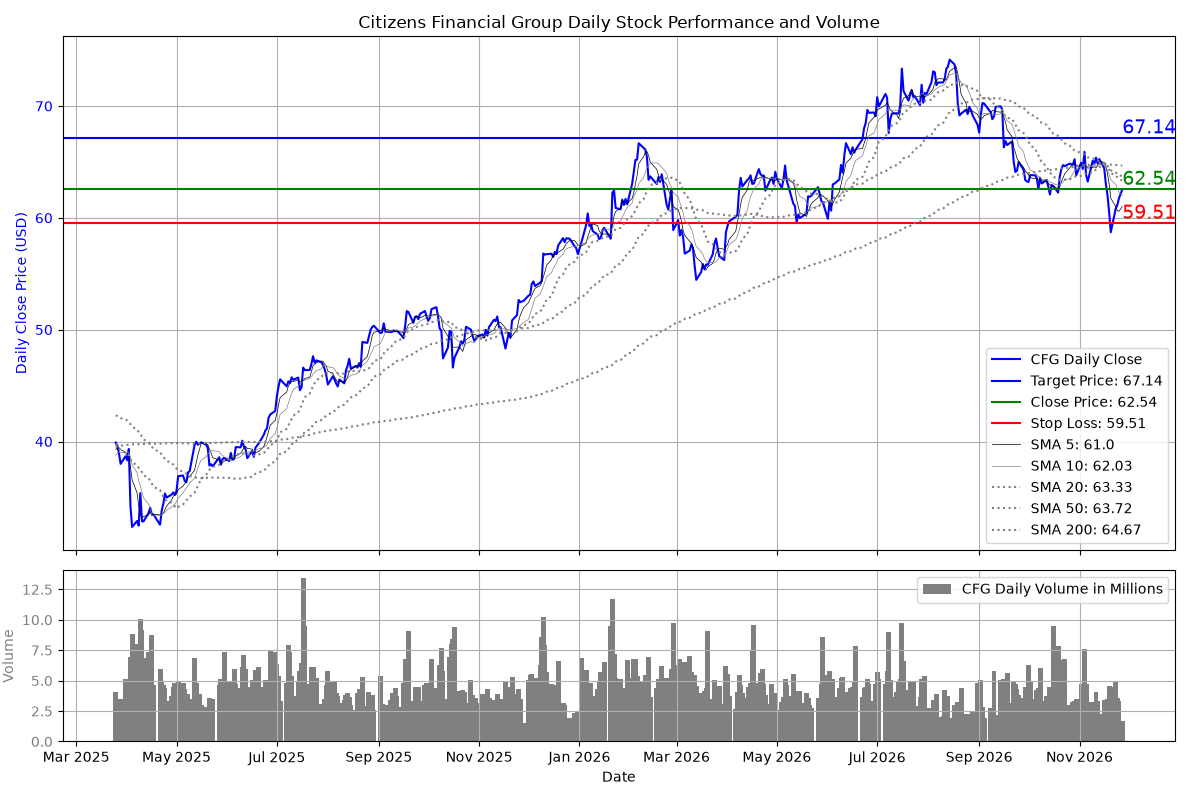 Citizens Financial Group Daily Stock Performance and Volume
Daily Close Price (USD)
70
60
50
40
67.14
62.54
59.51
CFG Daily Close
Target Price: 67.14
Close Price: 62.54
Stop Loss: 59.51
SMA 5: 61.0
SMA 10: 62.03
SMA 20: 63.33
SMA 50: 63.72
SMA 200: 64.67
Volume
12.5
10.0
7.5
5.0
2.5
0.0
CFG Daily Volume in Millions
Mar 2025 May 2025 Jul 2025 Sep 2025 Nov 2025 Jan 2026 Mar 2026 May 2026 Jul 2026 Sep 2026 Nov 2026
Date